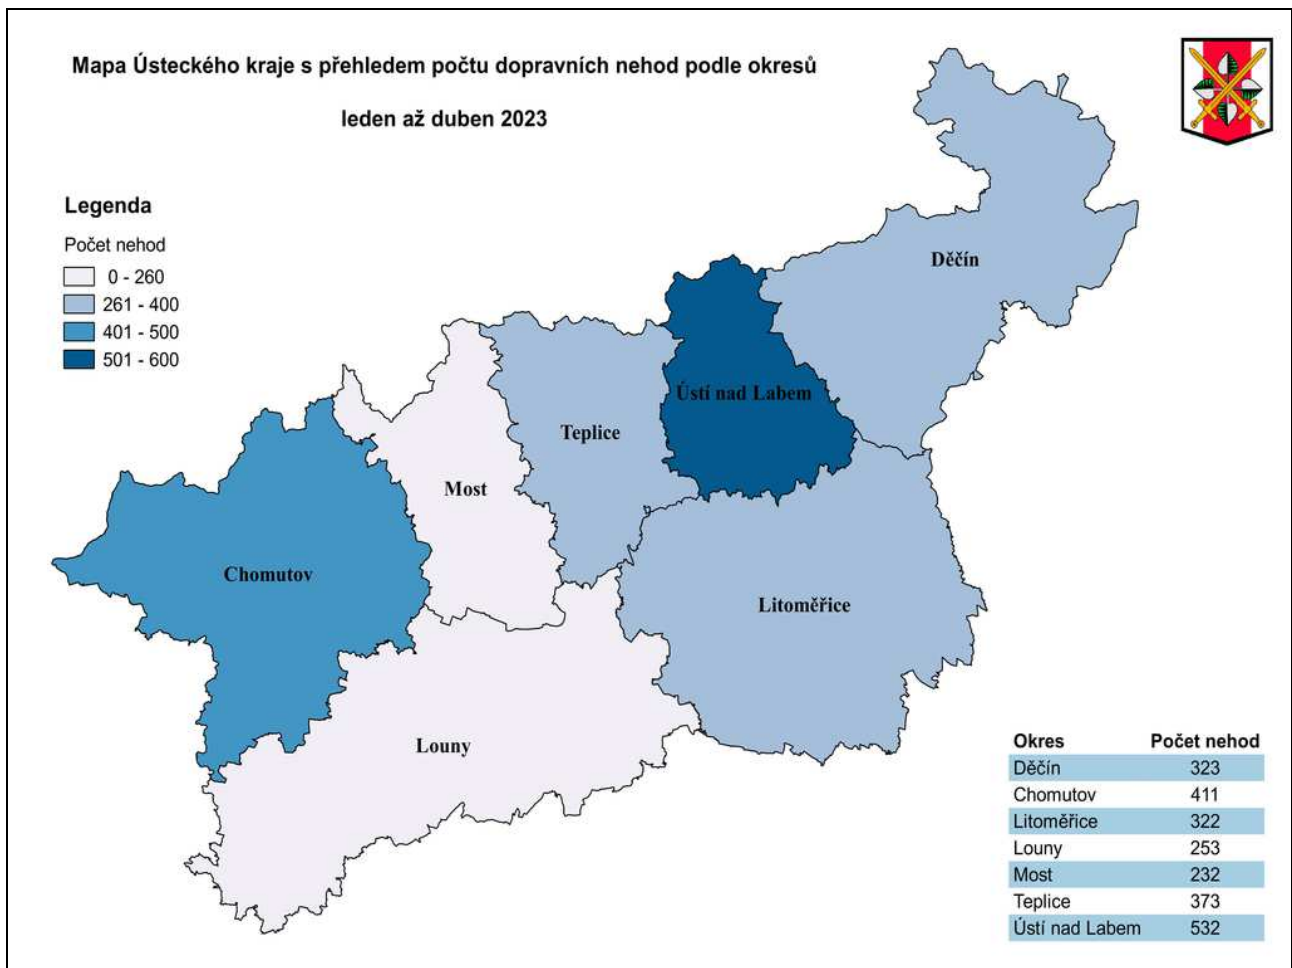 Mapa Ústeckého kraje s přehledem počtu dopravních nehod podle okresů
leden až duben 2023
Legenda
Počet nehod
0 - 260
261 - 400
401 - 500
501 - 600
Děčín
Ústí nad Labem
Teplice
Most
Chomutov
Litoměřice
Louny
Okres Počet nehod
Děčín 323
Chomutov 411
Litoměřice 322
Louny 253
Most 232
Teplice 373
Ústí nad Labem 532